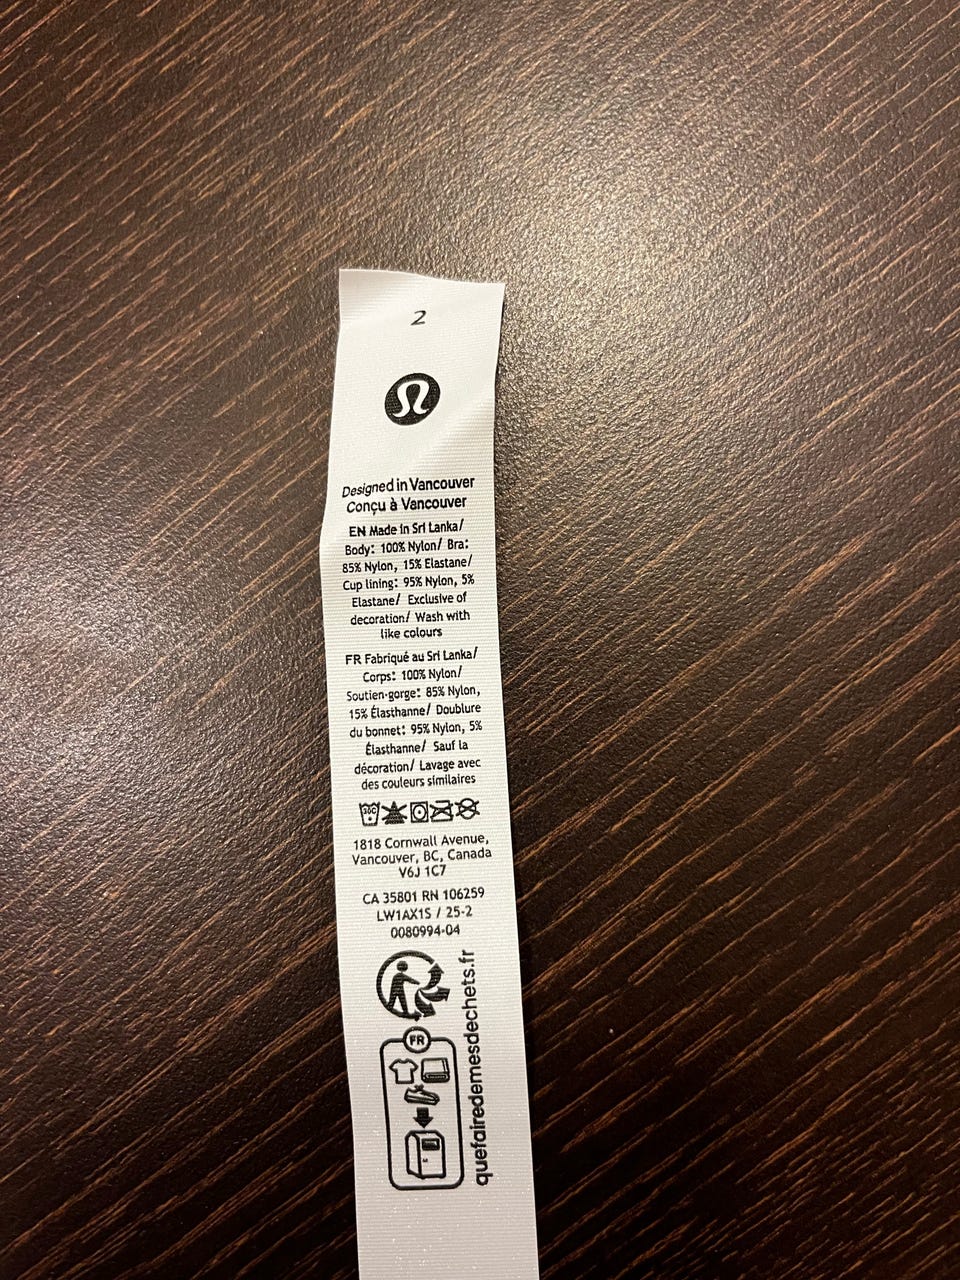 2
Designed in Vancouver
Conçu à Vancouver
EN Made in Sri Lanka/
Body: 100% Nylon/ Bra:
85% Nylon, 15% Elastane/
Cup lining: 95% Nylon, 5%
Elastane/ Exclusive of
decoration/ Wash with
like colours
FR Fabriqué au Sri Lanka/
Corps: 100% Nylon/
Soutien-gorge: 85% Nylon,
15% Élasthanne/ Doublure
du bonnet: 95% Nylon, 5%
Élasthanne/ Sauf la
décoration/ Lavage avec
des couleurs similaires
30C
1818 Cornwall Avenue,
Vancouver, BC, Canada
V6J 1C7
CA 35801 RN 106259
LW1AX1S / 25-2
0080994-04
FR
quefairedemesdechets.fr